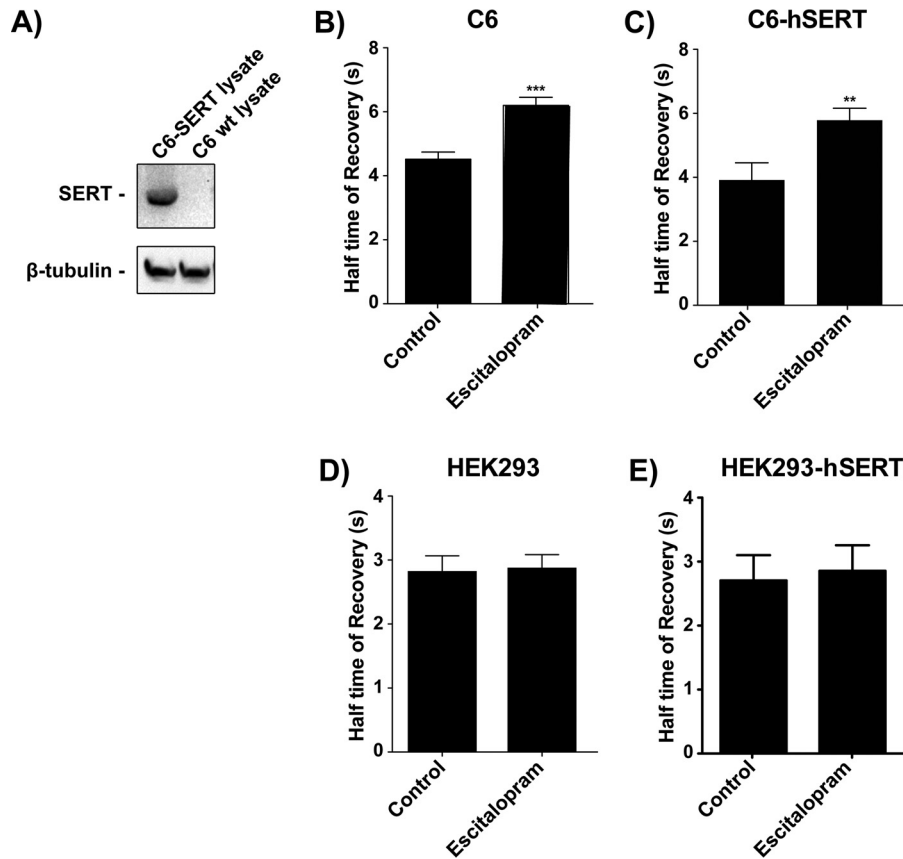 A)
C6-SERT lysate
C6 wt lysate
SERT -
β-tubulin -
B)
C6
Half time of Recovery (s)
8
6
4
2
0
***
Control
Escitalopram
C)
C6-hSERT
Half time of Recovery (s)
8
6
4
2
0
**
Control
Escitalopram
D)
HEK293
Half time of Recovery (s)
4
3
2
1
0
Control
Escitalopram
E)
HEK293-hSERT
Half time of Recovery (s)
4
3
2
1
0
Control
Escitalopram